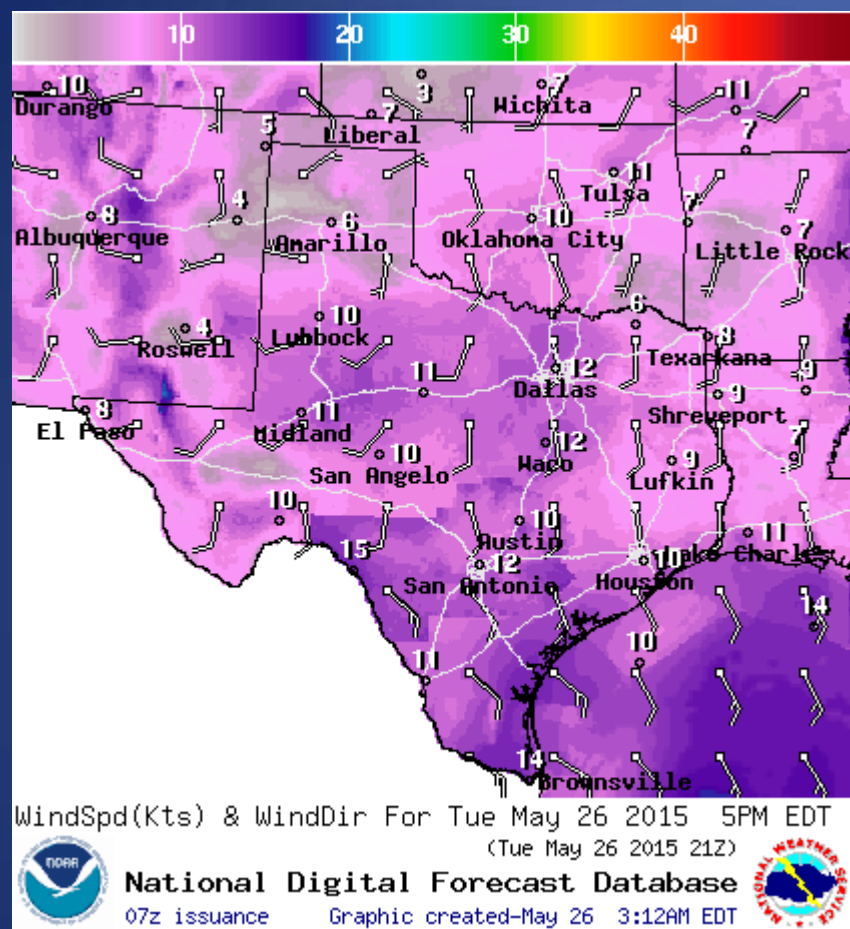 10 20 30 40
10 3 7 11
Durango Wichita
7
Liberal
5 7
11
Tulsa
4 6 10 7 7
8
Albuquerque Amarillo Oklahoma City Little Rock
10 6
4 Lubbock 8
Roswell Texarkana
12
11 Dallas 9 9
8 11 Shreveport
El Paso Midland 12 7
10 Waco 9
San Angelo Lufkin
10 10 11
Austin
15 12 10 Lake Charles
San Antonio Houston
14
10
11
14
Brownsville
WindSpd(Kts) & WindDir For Tue May 26 2015 5PM EDT
(Tue May 26 2015 21Z)
National Digital Forecast Database
07z issuance Graphic created-May 26 3:12AM EDT
NOAA
NATIONAL WEATHER SERVICE